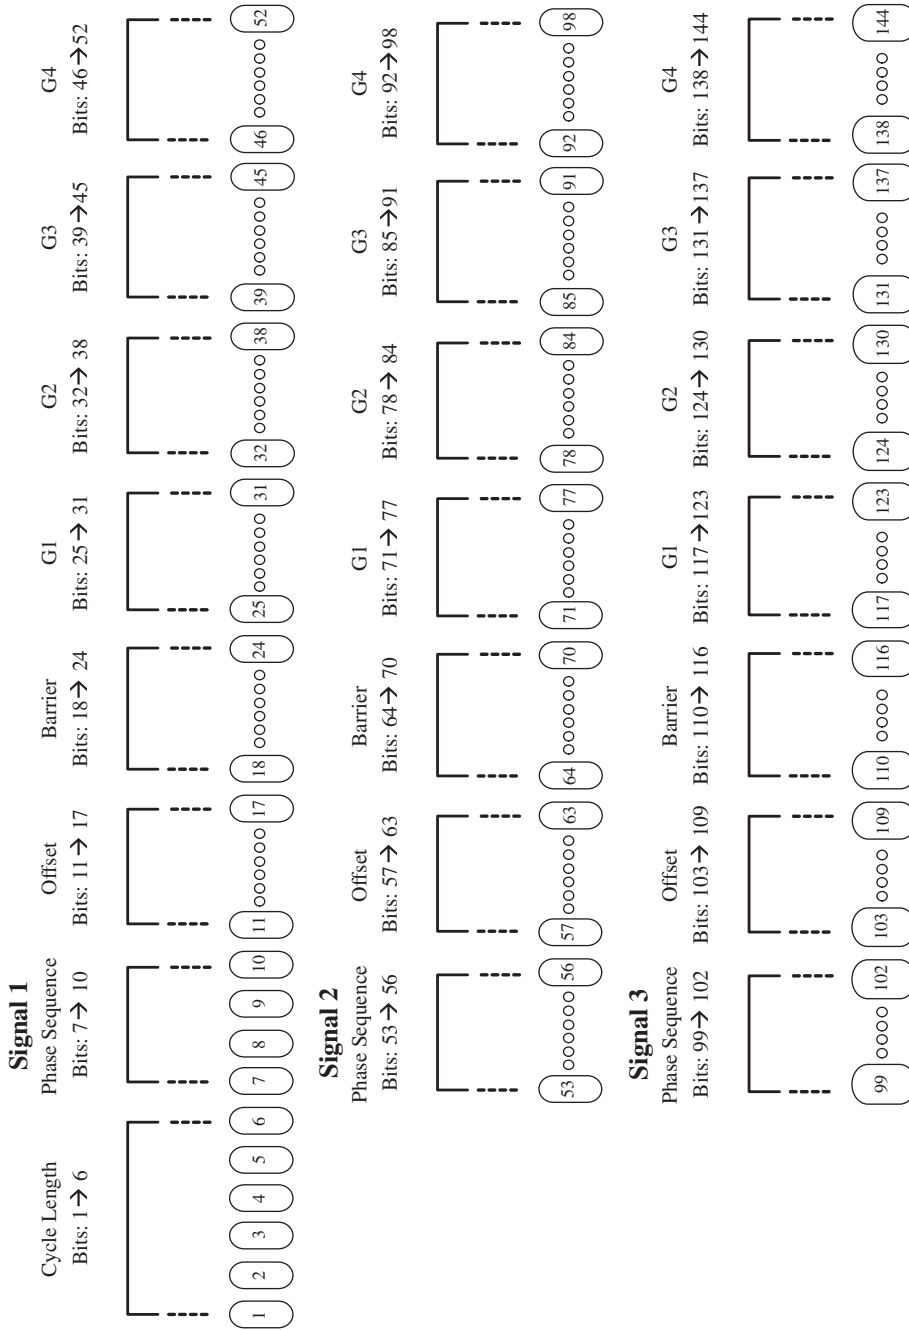 Signal 1
Cycle Length
Bits: 1→ 6
Phase Sequence
Bits: 7→ 10
Offset
Bits: 11→ 17
Barrier
Bits: 18→ 24
G1
Bits: 25→ 31
G2
Bits: 32→ 38
G3
Bits: 39→45
G4
Bits: 46→52
1 2 3 4 5 6 7 8 9 10 11 17 18 24 25 31 32 38 39 45 46 52
Signal 2
Phase Sequence
Bits: 53→ 56
Offset
Bits: 57→ 63
Barrier
Bits: 64→ 70
G1
Bits: 71→ 77
G2
Bits: 78→ 84
G3
Bits: 85→91
G4
Bits: 92→98
53 56 57 63 64 70 71 77 78 84 85 91 92 98
Signal 3
Phase Sequence
Bits: 99→ 102
Offset
Bits: 103→ 109
Barrier
Bits: 110→ 116
G1
Bits: 117→123
G2
Bits: 124→ 130
G3
Bits: 131→137
G4
Bits: 138→144
99 102 103 109 110 116 117 123 124 130 131 137 138 144